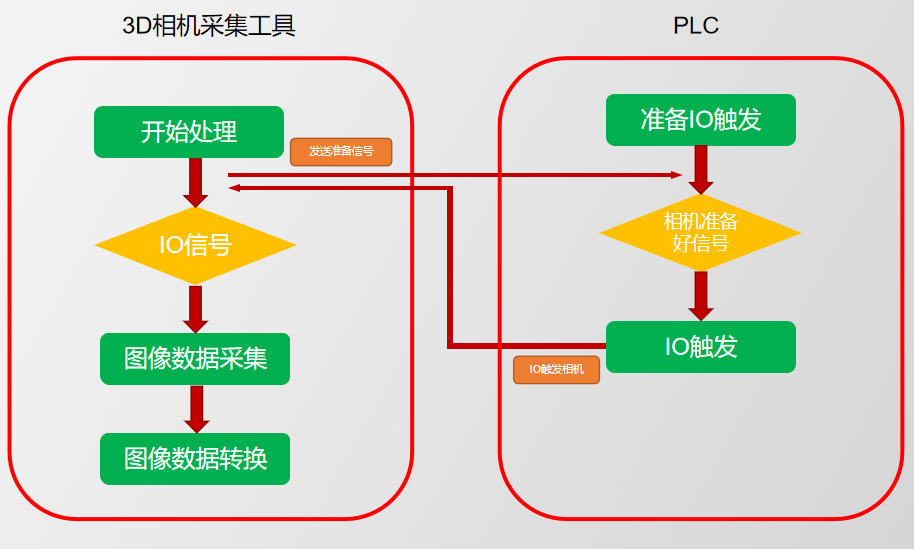 3D相机采集工具
PLC
开始处理
发送准备信号
IO信号
图像数据采集
图像数据转换
准备IO触发
相机准备
好信号
IO触发
IO触发相机